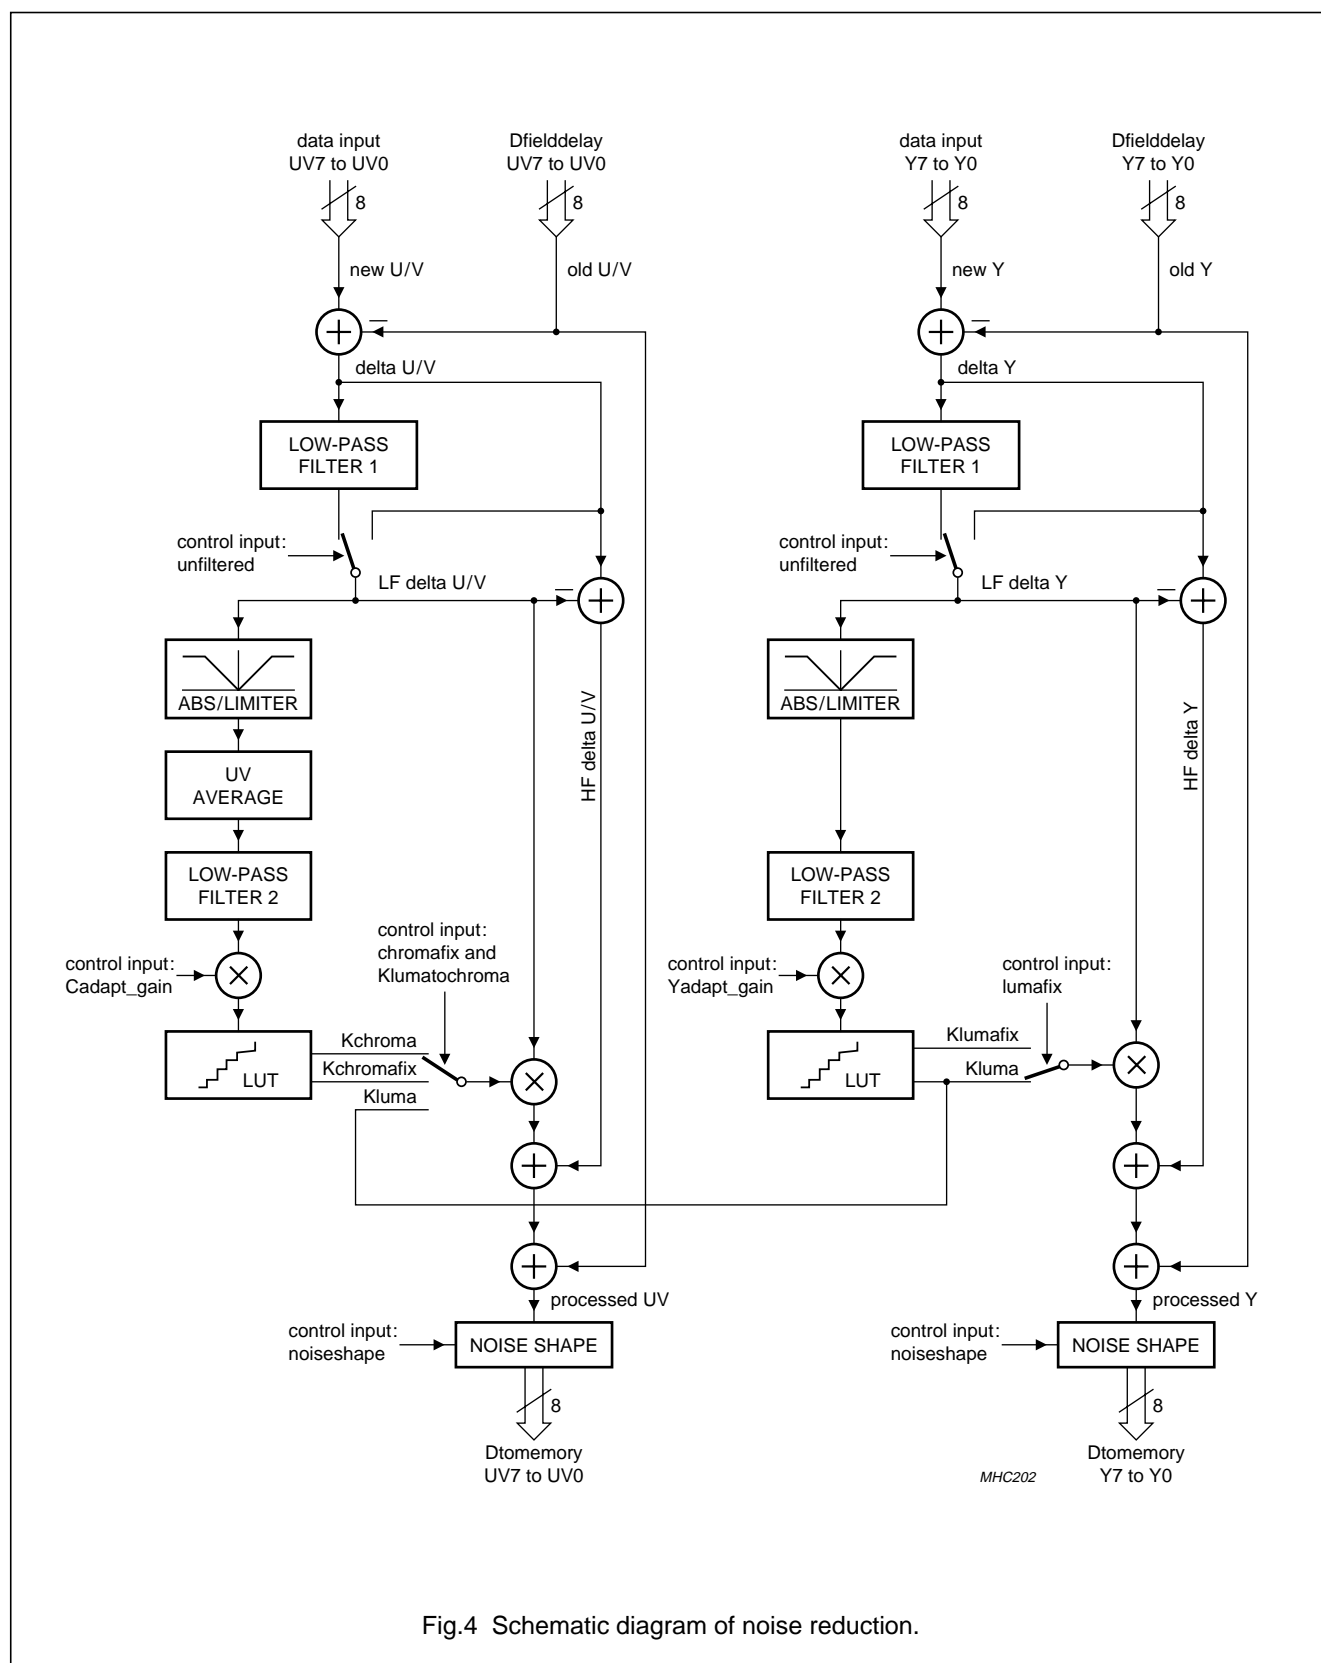 data input
UV7 to UV0
Dfielddelay
UV7 to UV0
data input
Y7 to Y0
Dfielddelay
Y7 to Y0
8
8
8
8
new U/V
old U/V
new Y
old Y
delta U/V
delta Y
LOW-PASS
FILTER 1
LOW-PASS
FILTER 1
control input:
unfiltered
control input:
unfiltered
LF delta U/V
LF delta Y
ABS/LIMITER
ABS/LIMITER
HF delta U/V
HF delta Y
UV
AVERAGE
LOW-PASS
FILTER 2
LOW-PASS
FILTER 2
control input:
chromafix and
Klumatochroma
control input:
Cadapt_gain
control input:
Yadapt_gain
control input:
lumafix
Kchroma
Kchromafix
Kluma
LUT
Klumafix
Kluma
LUT
processed UV
processed Y
control input:
noiseshape
NOISE SHAPE
control input:
noiseshape
NOISE SHAPE
8
8
Dtomemory
UV7 to UV0
MHC202
Dtomemory
Y7 to Y0
Fig.4 Schematic diagram of noise reduction.